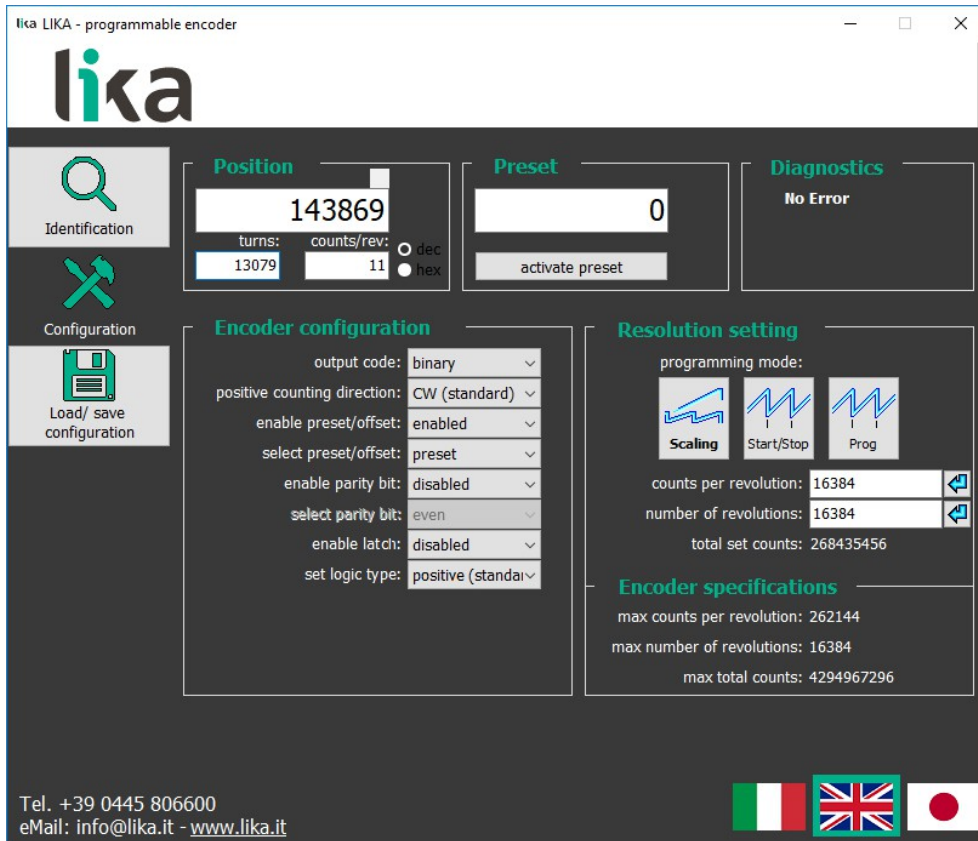 lika LIKA - programmable encoder
lika
Identification
Configuration
Load/ save
configuration
Position
143869
turns: counts/rev:
13079 11
dec
hex
Preset
0
activate preset
Diagnostics
No Error
Encoder configuration
output code: binary
positive counting direction: CW (standard)
enable preset/offset: enabled
select preset/offset: preset
enable parity bit: disabled
select parity bit: even
enable latch: disabled
set logic type: positive (standar
Resolution setting
programming mode:
Scaling Start/Stop Prog
counts per revolution: 16384
number of revolutions: 16384
total set counts: 268435456
Encoder specifications
max counts per revolution: 262144
max number of revolutions: 16384
max total counts: 4294967296
Tel. +39 0445 806600
eMail: info@lika.it - www.lika.it